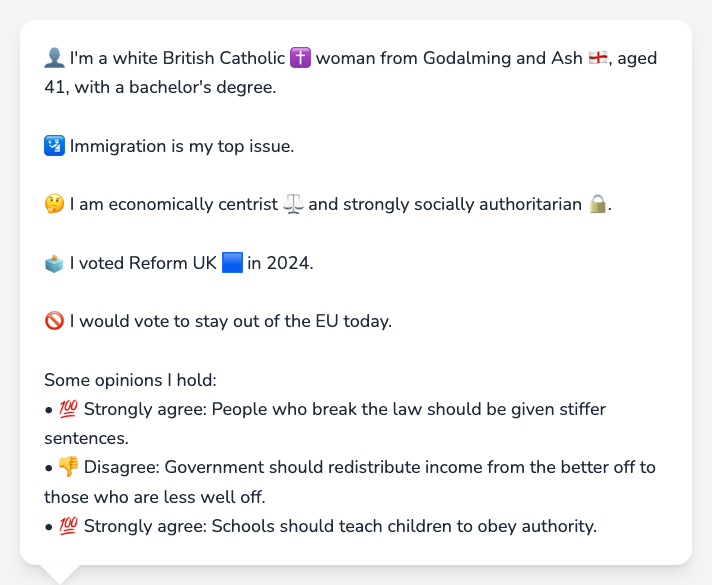 👤 I'm a white British Catholic ✝️ woman from Godalming and Ash 🏴󠁧󠁢󠁥󠁮󠁧󠁿, aged
41, with a bachelor's degree.
🛂 Immigration is my top issue.
🤔 I am economically centrist ⚖️ and strongly socially authoritarian 🔒.
🗳️ I voted Reform UK 🟦 in 2024.
🚫 I would vote to stay out of the EU today.
Some opinions I hold:
• 💯 Strongly agree: People who break the law should be given stiffer
sentences.
• 👎 Disagree: Government should redistribute income from the better off to
those who are less well off.
• 💯 Strongly agree: Schools should teach children to obey authority.